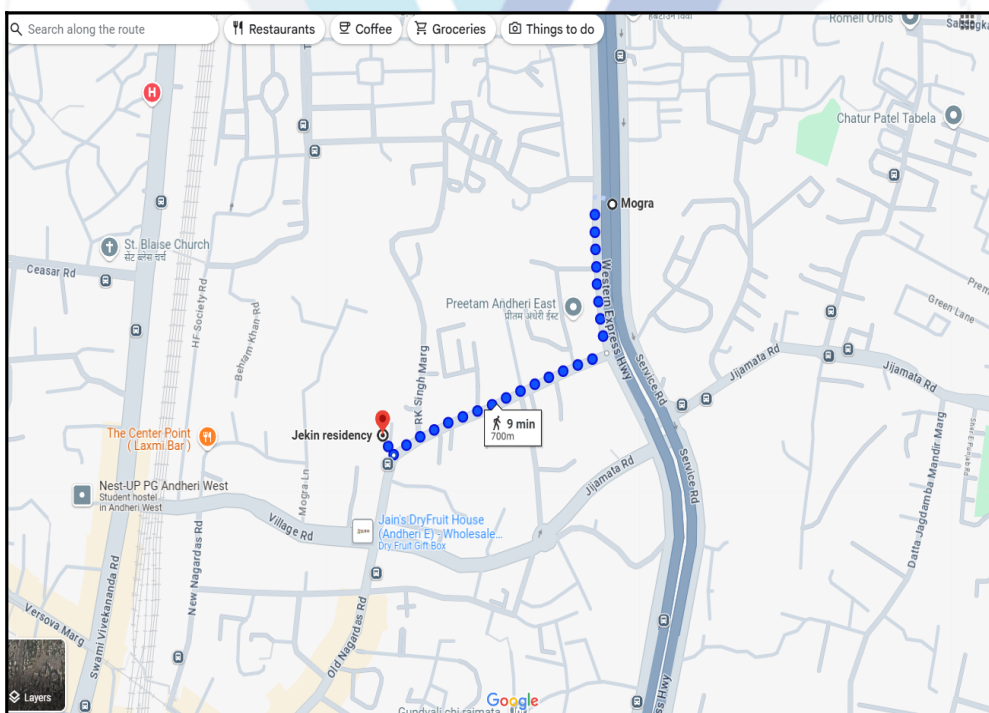 Search along the route
Restaurants
Coffee
Groceries
Things to do
Romell Orbis
H
Chatur Patel Tabela
Mogra
St. Blaise Church
सेंट ब्लेस चर्च
Ceasar Rd
HF-Society Rd
Behram Khan Rd
Preetam Andheri East
प्रीतम अंधेरी ईस्ट
Western Express Hwy
Service Rd
Green Lane
Jijamata Rd
Jijamata Rd
RK Singh Marg
9 min
700m
Jekin residency
The Center Point
( Laxmi Bar )
Nest-UP PG Andheri West
Student hostel
in Andheri West
Mogra Ln
Village Rd
Jain's DryFruit House
(Andheri E) - Wholesale...
Dry Fruit Gift Box
Jijamata Rd
Service Rd
Datta Jagdamba Mandir Marg
New Nagardas Rd
Old Nagardas Rd
Swami Vivekananda Rd
Versova Marg
Layers
Google